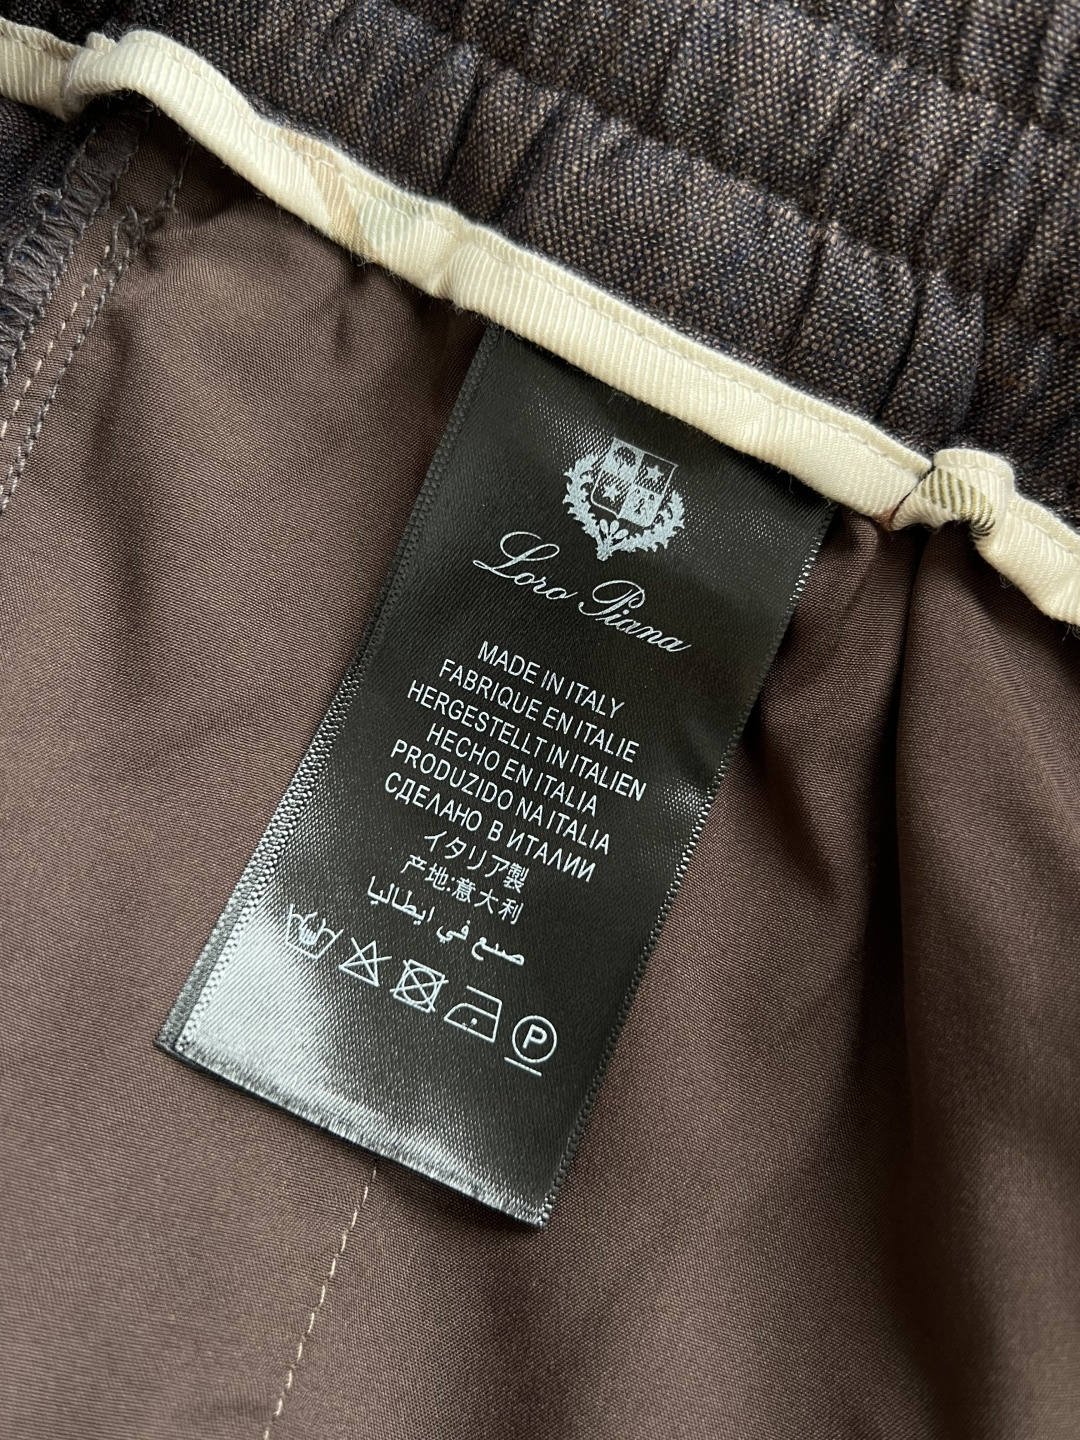 Loro Piana
MADE IN ITALY
FABRIQUE EN ITALIE
HERGESTELLT IN ITALIEN
HECHO EN ITALIA
PRODUZIDO NA ITALIA
СДЕЛАНО В ИТАЛИИ
イタリア製
产地:意大利
صنع في ايطاليا
P